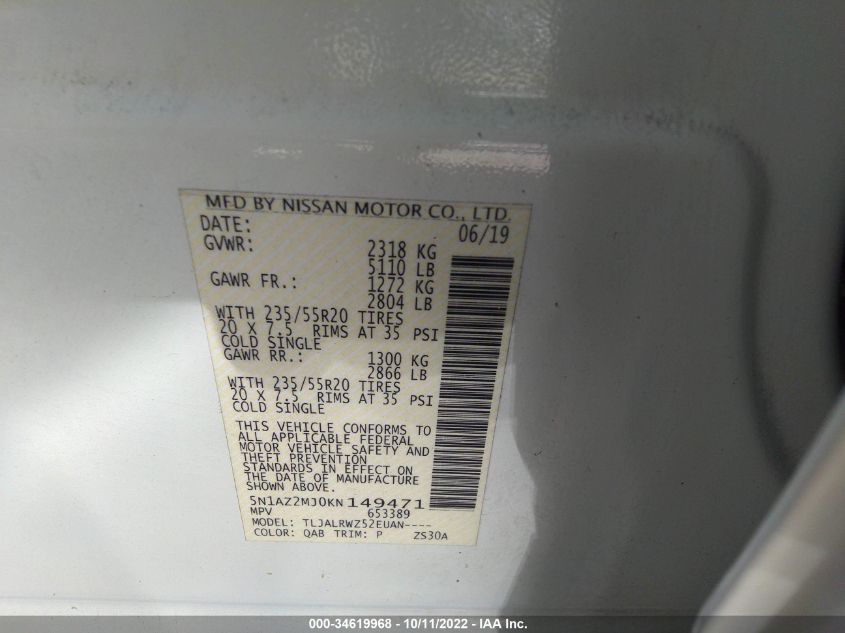 MFD BY NISSAN MOTOR CO., LTD.
DATE: 06/19
GVWR: 2318 KG
5110 LB
GAWR FR.: 1272 KG
2804 LB
WITH 235/55R20 TIRES
20 X 7.5 RIMS AT 35 PSI
COLD SINGLE
GAWR RR.: 1300 KG
2866 LB
WITH 235/55R20 TIRES
20 X 7.5 RIMS AT 35 PSI
COLD SINGLE
THIS VEHICLE CONFORMS TO
ALL APPLICABLE FEDERAL
MOTOR VEHICLE SAFETY AND
THEFT PREVENTION
STANDARDS IN EFFECT ON
THE DATE OF MANUFACTURE
SHOWN ABOVE.
5N1AZ2MJ0KN149471
MPV 653389
MODEL: TLJALRWZ52EUAN----
COLOR: QAB TRIM: P ZS30A
000-34619968 - 10/11/2022 - IAA Inc.